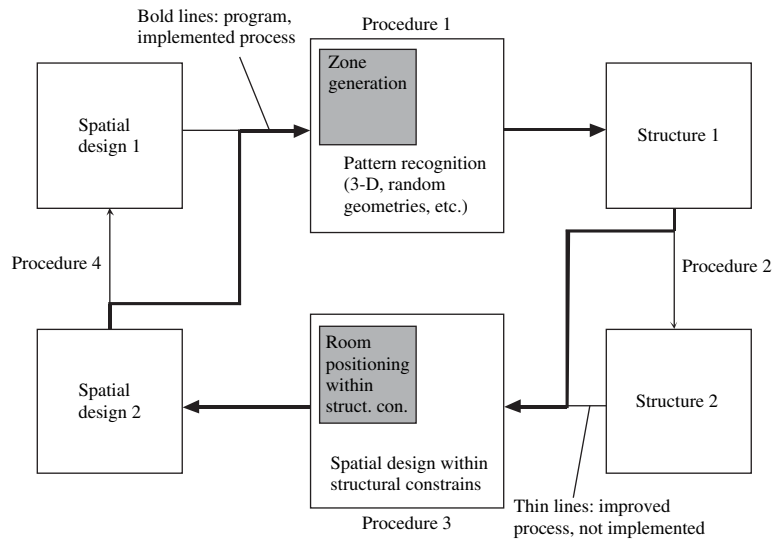 Bold lines: program,
implemented process
Procedure 1
Zone
generation
Spatial
design 1
Pattern recognition
(3-D, random
geometries, etc.)
Structure 1
Procedure 4
Procedure 2
Room
positioning
within
struct. con.
Spatial
design 2
Structure 2
Spatial design within
structural constrains
Procedure 3
Thin lines: improved
process, not implemented